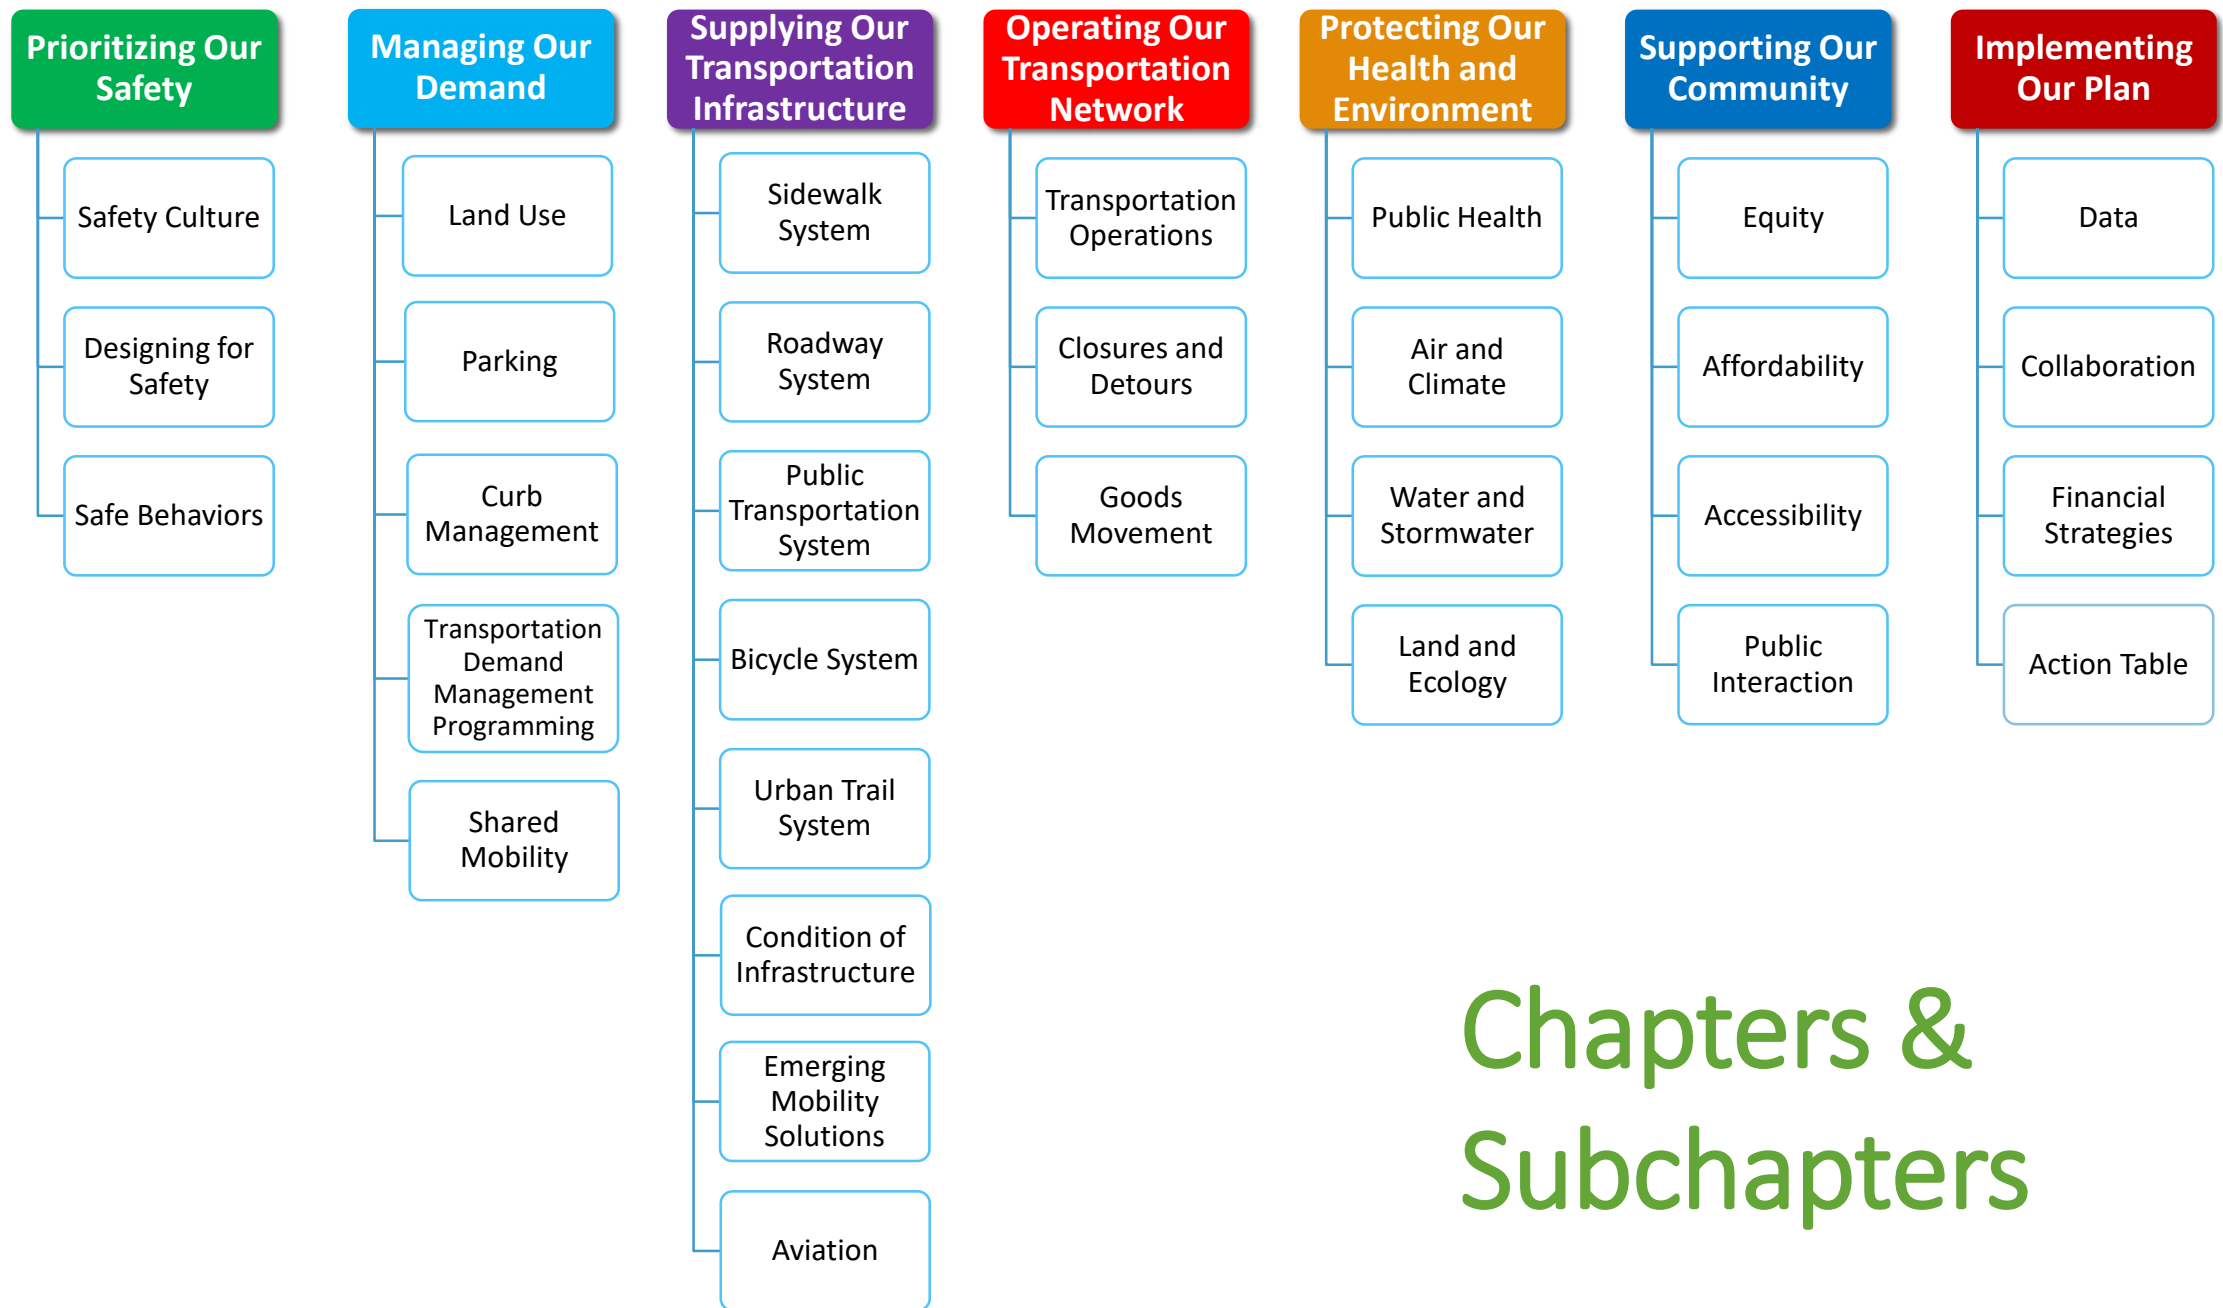 Prioritizing Our
Safety
Safety Culture
Designing for
Safety
Safe Behaviors
Managing Our
Demand
Land Use
Parking
Curb
Management
Transportation
Demand
Management
Programming
Shared
Mobility
Supplying Our
Transportation
Infrastructure
Sidewalk
System
Roadway
System
Public
Transportation
System
Bicycle System
Urban Trail
System
Condition of
Infrastructure
Emerging
Mobility
Solutions
Aviation
Operating Our
Transportation
Network
Transportation
Operations
Closures and
Detours
Goods
Movement
Protecting Our
Health and
Environment
Public Health
Air and
Climate
Water and
Stormwater
Land and
Ecology
Supporting Our
Community
Equity
Affordability
Accessibility
Public
Interaction
Implementing
Our Plan
Data
Collaboration
Financial
Strategies
Action Table
Chapters &
Subchapters